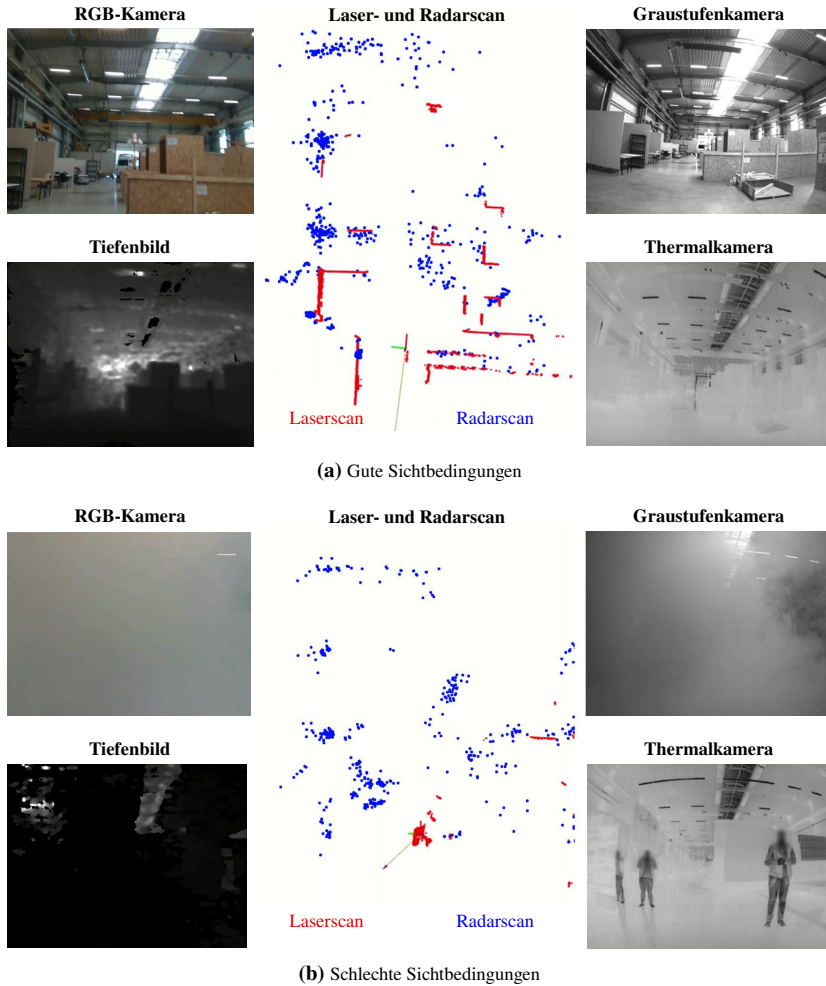 RGB-Kamera
Laser- und Radarscan
Graustufenkamera
Tiefenbild
Thermalkamera
Laserscan
Radarscan
(a) Gute Sichtbedingungen
RGB-Kamera
Laser- und Radarscan
Graustufenkamera
Tiefenbild
Thermalkamera
Laserscan
Radarscan
(b) Schlechte Sichtbedingungen